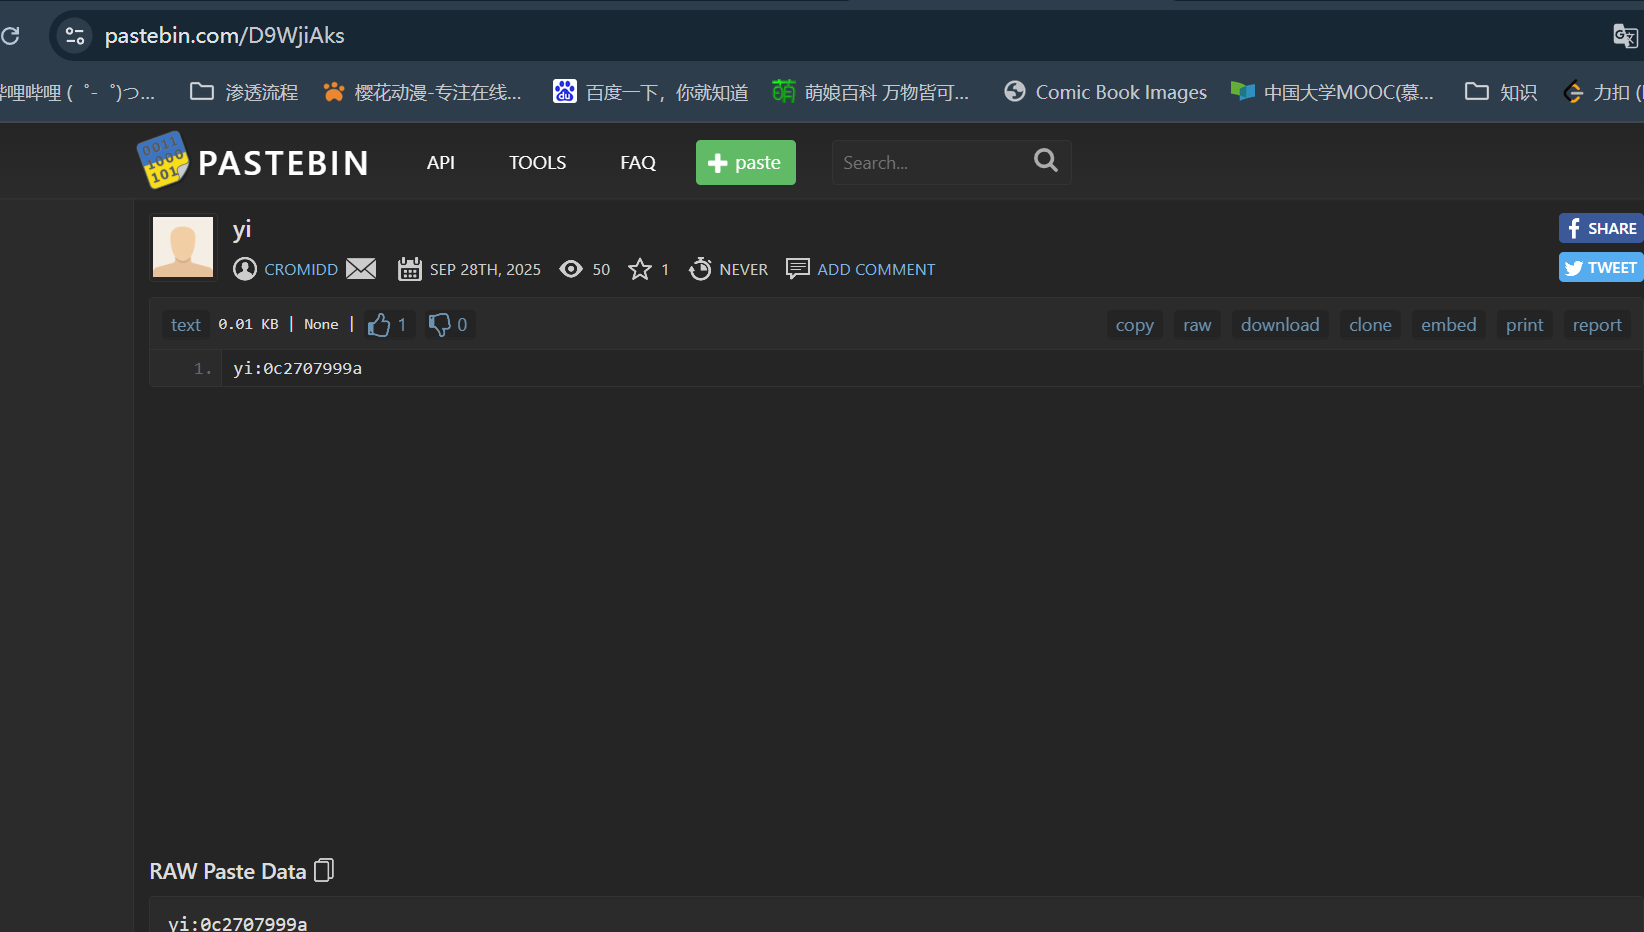 pastebin.com/D9WjiAks
哔哩哔哩 (゜-゜)つ... 渗透流程 樱花动漫-专注在线... 百度一下，你就知道 萌娘百科 万物皆可... Comic Book Images 中国大学MOOC(慕... 知识 力扣
PASTEBIN API TOOLS FAQ paste Search...
yi
SHARE
CROMIDD SEP 28TH, 2025 50 1 NEVER ADD COMMENT
TWEET
text 0.01 KB | None | 1 0 copy raw download clone embed print report
1. yi:0c2707999a
RAW Paste Data
yi:0c2707999a